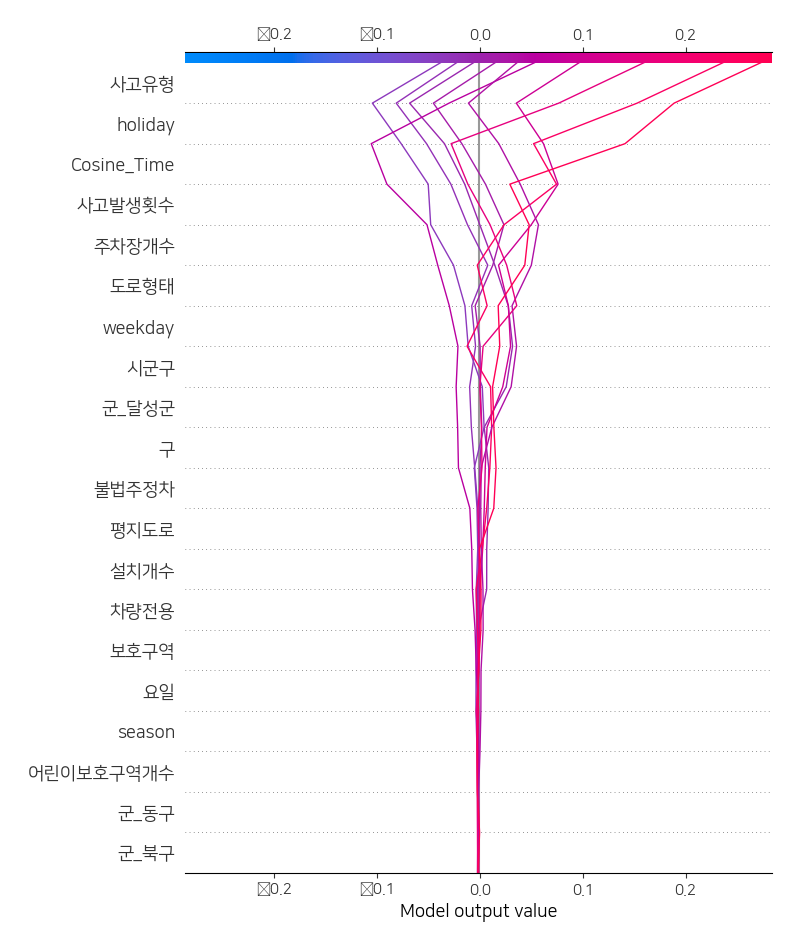 ▯0.2 ▯0.1 0.0 0.1 0.2
사고유형
holiday
Cosine_Time
사고발생횟수
주차장개수
도로형태
weekday
시군구
군_달성군
구
불법주정차
평지도로
설치개수
차량전용
보호구역
요일
season
어린이보호구역개수
군_동구
군_북구
▯0.2 ▯0.1 0.0 0.1 0.2
Model output value